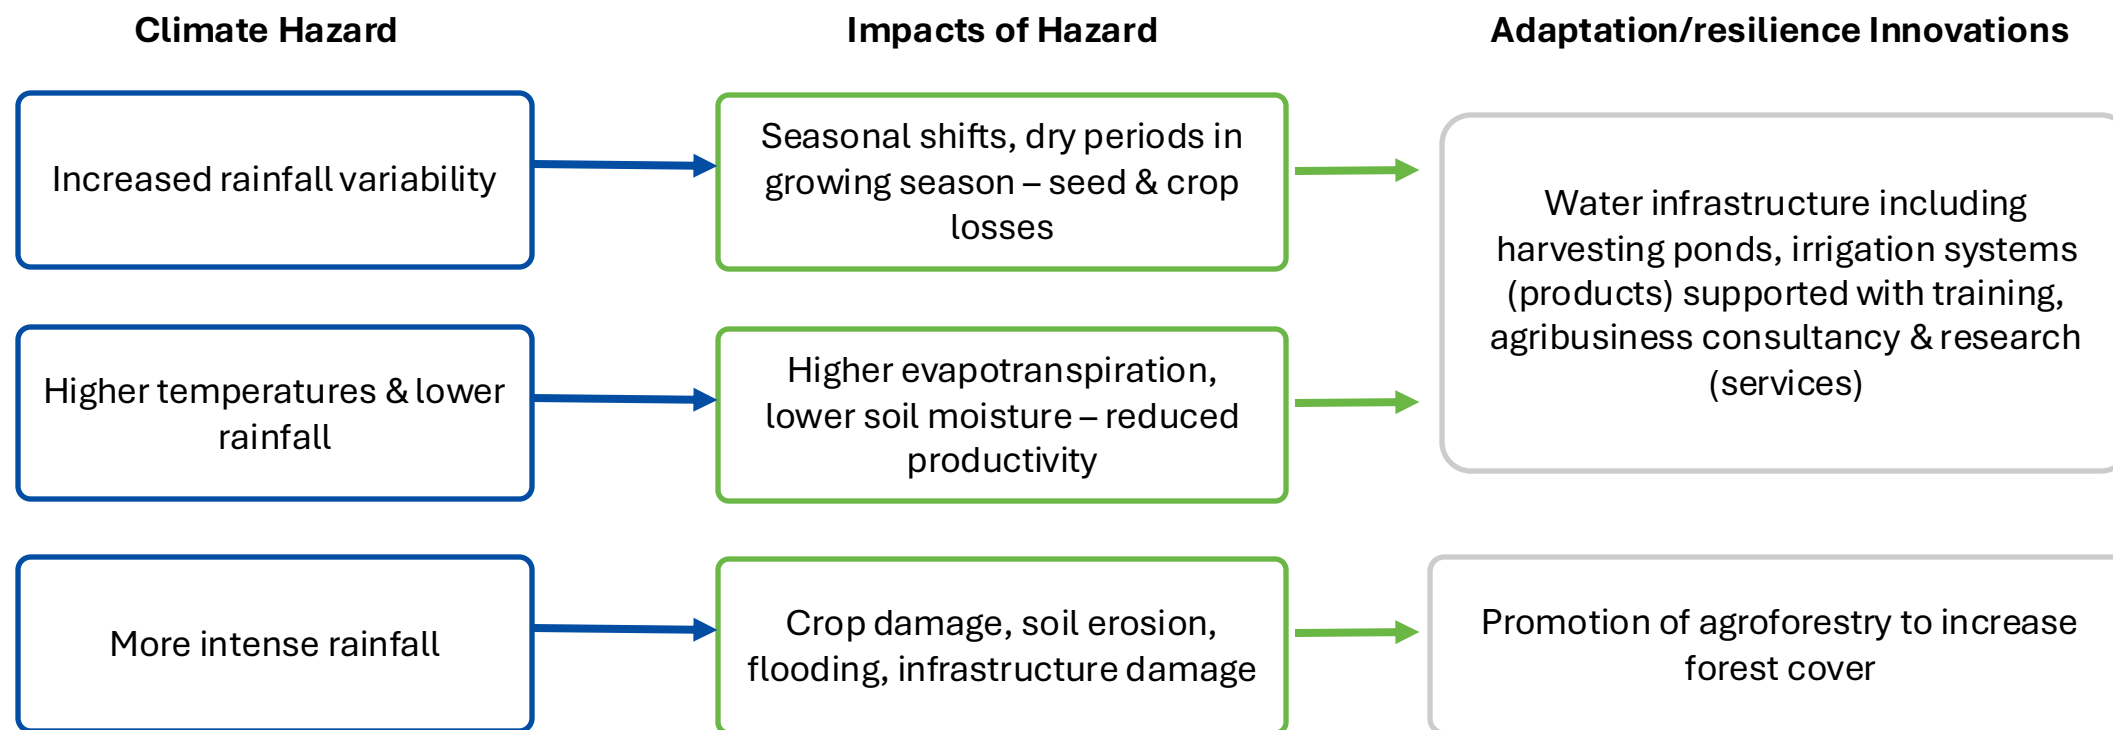 Climate Hazard
Impacts of Hazard
Adaptation/resilience Innovations
Increased rainfall variability
Seasonal shifts, dry periods in
growing season – seed & crop
losses
Water infrastructure including
harvesting ponds, irrigation systems
(products) supported with training,
agribusiness consultancy & research
(services)
Higher temperatures & lower
rainfall
Higher evapotranspiration,
lower soil moisture – reduced
productivity
More intense rainfall
Crop damage, soil erosion,
flooding, infrastructure damage
Promotion of agroforestry to increase
forest cover